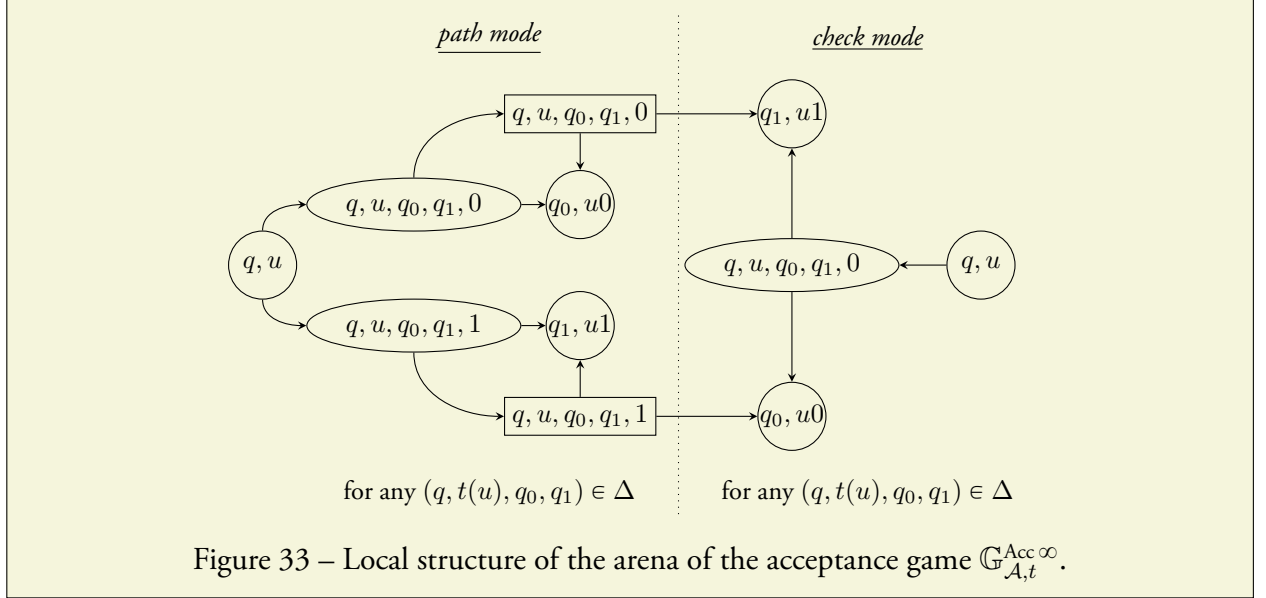 path mode
check mode
q, u, q₀, q₁, 0
q₁, u1
q, u, q₀, q₁, 0
q₀, u0
q, u
q, u, q₀, q₁, 0
q, u
q, u, q₀, q₁, 1
q₁, u1
q, u, q₀, q₁, 1
q₀, u0
for any (q, t(u), q₀, q₁) ∈ Δ
for any (q, t(u), q₀, q₁) ∈ Δ
Figure 33 – Local structure of the arena of the acceptance game 𝔾^{Acc ∞}_{𝒜,t}.